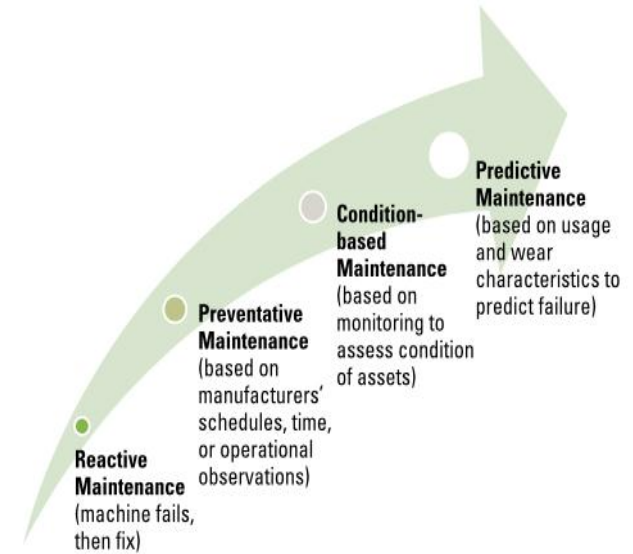 Predictive
Maintenance
(based on usage
and wear
characteristics to
predict failure)
Condition-
based
Maintenance
(based on
monitoring to
assess condition
of assets)
Preventative
Maintenance
(based on
manufacturers’
schedules, time,
or operational
observations)
Reactive
Maintenance
(machine fails,
then fix)